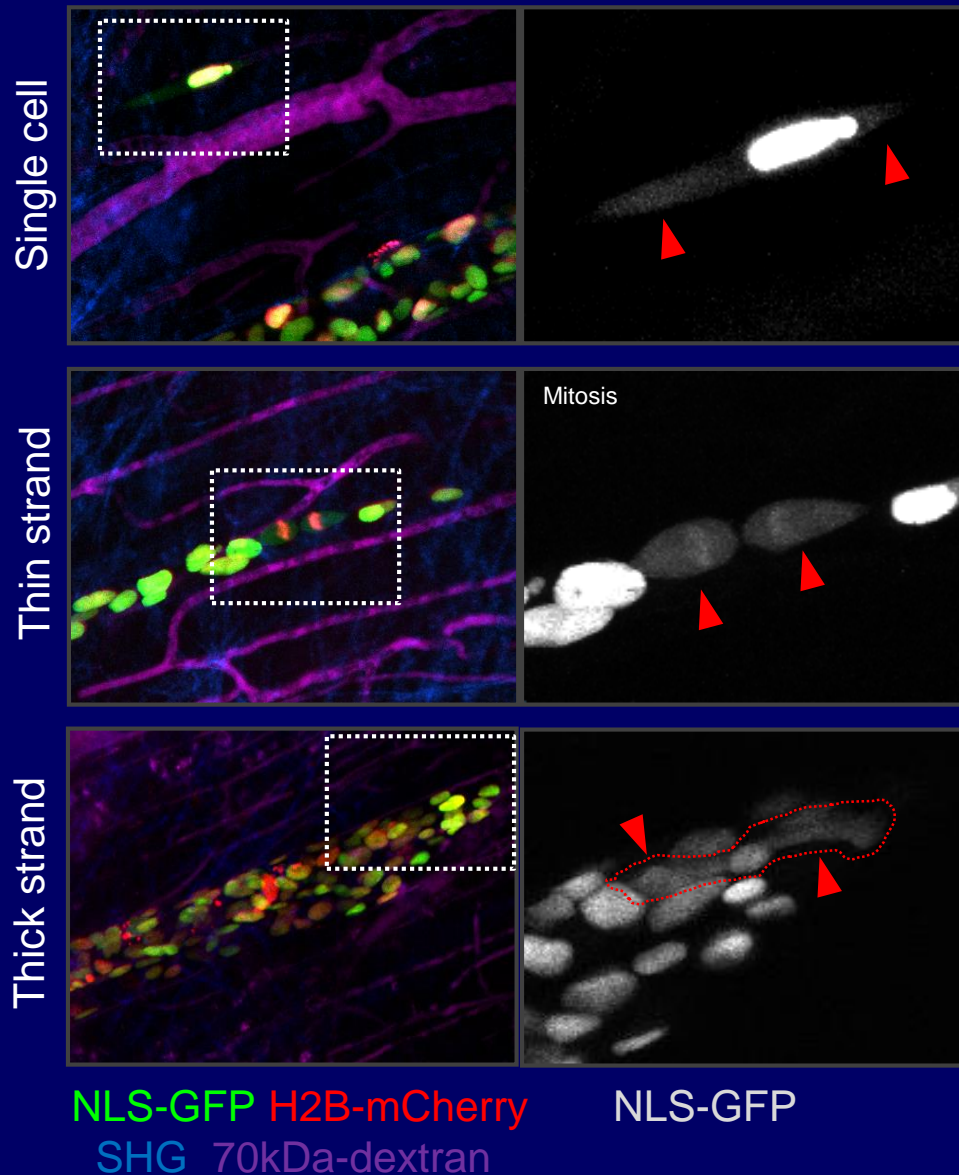 Single cell
Mitosis
Thin strand
Thick strand
NLS-GFP H2B-mCherry
NLS-GFP
SHG 70kDa-dextran